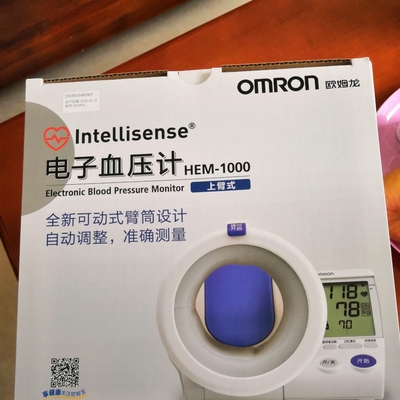 OMRON 欧姆龙
Intellisense®
电子血压计 HEM-1000
Electronic Blood Pressure Monitor 上臂式
全新可动式臂筒设计
自动调整，准确测量
OMRON
118
78
70
开/关
开始